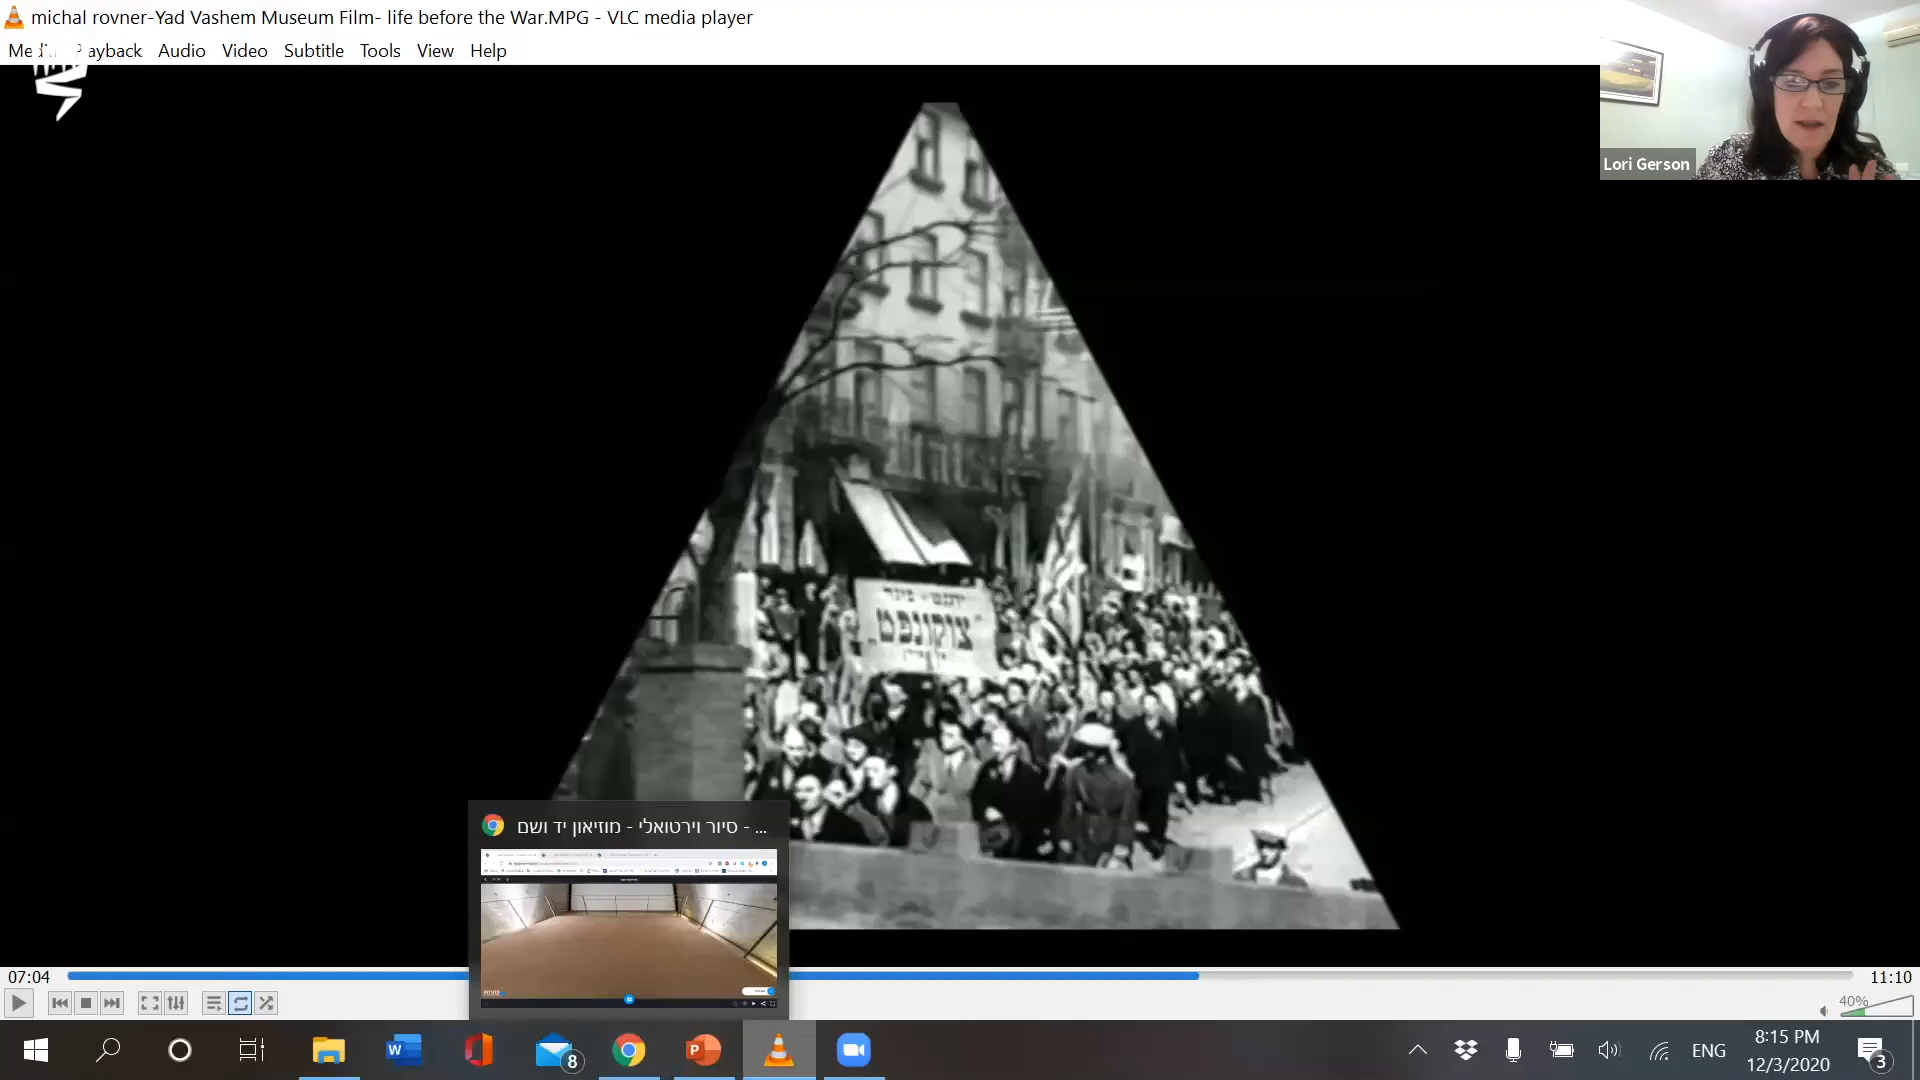 michal rovner-Yad Vashem Museum Film- life before the War.MPG - VLC media player
Playback Audio Video Subtitle Tools View Help
Lori Gerson
צוקונפט
סיור וירטואלי - מוזיאון יד ושם - ...
07:04
11:10
40%
8
ENG
8:15 PM
12/3/2020
3